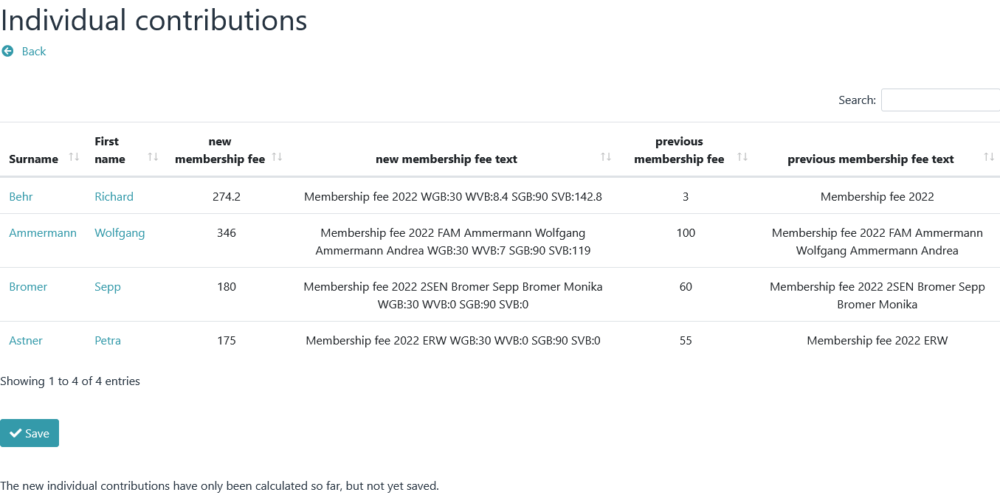 Individual contributions
Back
Search:
Surname First name new membership fee new membership fee text previous membership fee previous membership fee text
Behr Richard 274.2 Membership fee 2022 WGB:30 WVB:8.4 SGB:90 SVB:142.8 3 Membership fee 2022
Ammermann Wolfgang 346 Membership fee 2022 FAM Ammermann Wolfgang 100 Membership fee 2022 FAM Ammermann
Ammermann Andrea WGB:30 WVB:7 SGB:90 SVB:119 Wolfgang Ammermann Andrea
Bromer Sepp 180 Membership fee 2022 2SEN Bromer Sepp Bromer Monika 60 Membership fee 2022 2SEN Bromer Sepp
WGB:30 WVB:0 SGB:90 SVB:0 Bromer Monika
Astner Petra 175 Membership fee 2022 ERW WGB:30 WVB:0 SGB:90 SVB:0 55 Membership fee 2022 ERW
Showing 1 to 4 of 4 entries
Save
The new individual contributions have only been calculated so far, but not yet saved.